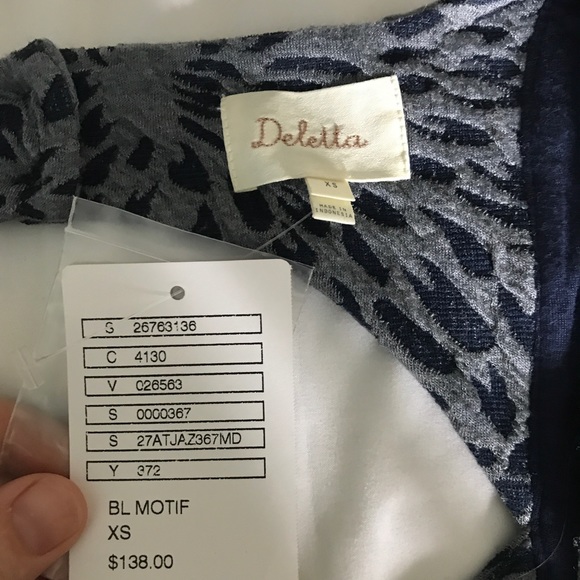 Deletta
XS
MADE IN
INDONESIA
S 26763136
C 4130
V 026563
S 0000367
S 27ATJAZ367MD
Y 372
BL MOTIF
XS
$138.00